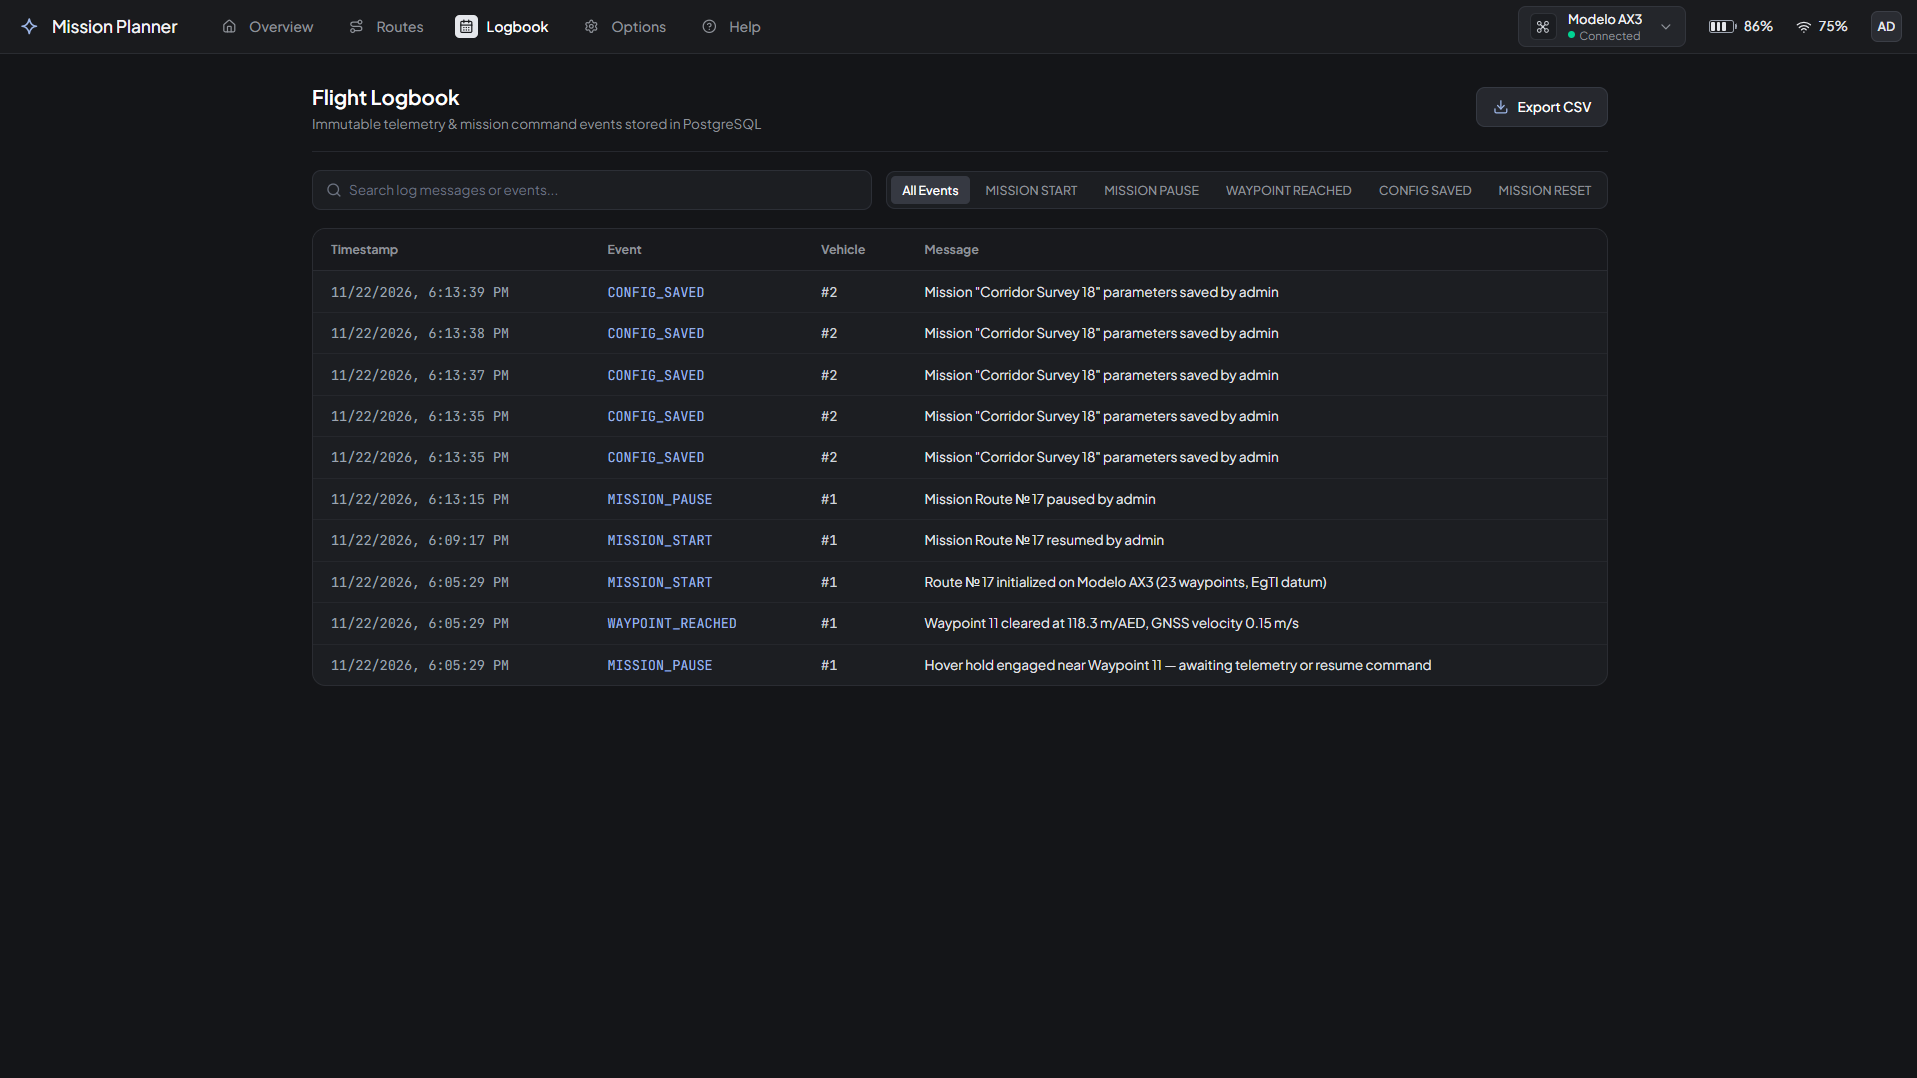 Mission Planner
Overview
Routes
Logbook
Options
Help
Modelo AX3
Connected
86%
75%
AD
Flight Logbook
Immutable telemetry & mission command events stored in PostgreSQL
Export CSV
Search log messages or events...
All Events
MISSION START
MISSION PAUSE
WAYPOINT REACHED
CONFIG SAVED
MISSION RESET
Timestamp Event Vehicle Message
11/22/2026, 6:13:39 PM CONFIG_SAVED #2 Mission "Corridor Survey 18" parameters saved by admin
11/22/2026, 6:13:38 PM CONFIG_SAVED #2 Mission "Corridor Survey 18" parameters saved by admin
11/22/2026, 6:13:37 PM CONFIG_SAVED #2 Mission "Corridor Survey 18" parameters saved by admin
11/22/2026, 6:13:35 PM CONFIG_SAVED #2 Mission "Corridor Survey 18" parameters saved by admin
11/22/2026, 6:13:35 PM CONFIG_SAVED #2 Mission "Corridor Survey 18" parameters saved by admin
11/22/2026, 6:13:15 PM MISSION_PAUSE #1 Mission Route № 17 paused by admin
11/22/2026, 6:09:17 PM MISSION_START #1 Mission Route № 17 resumed by admin
11/22/2026, 6:05:29 PM MISSION_START #1 Route № 17 initialized on Modelo AX3 (23 waypoints, EgTI datum)
11/22/2026, 6:05:29 PM WAYPOINT_REACHED #1 Waypoint 11 cleared at 118.3 m/AED, GNSS velocity 0.15 m/s
11/22/2026, 6:05:29 PM MISSION_PAUSE #1 Hover hold engaged near Waypoint 11 — awaiting telemetry or resume command